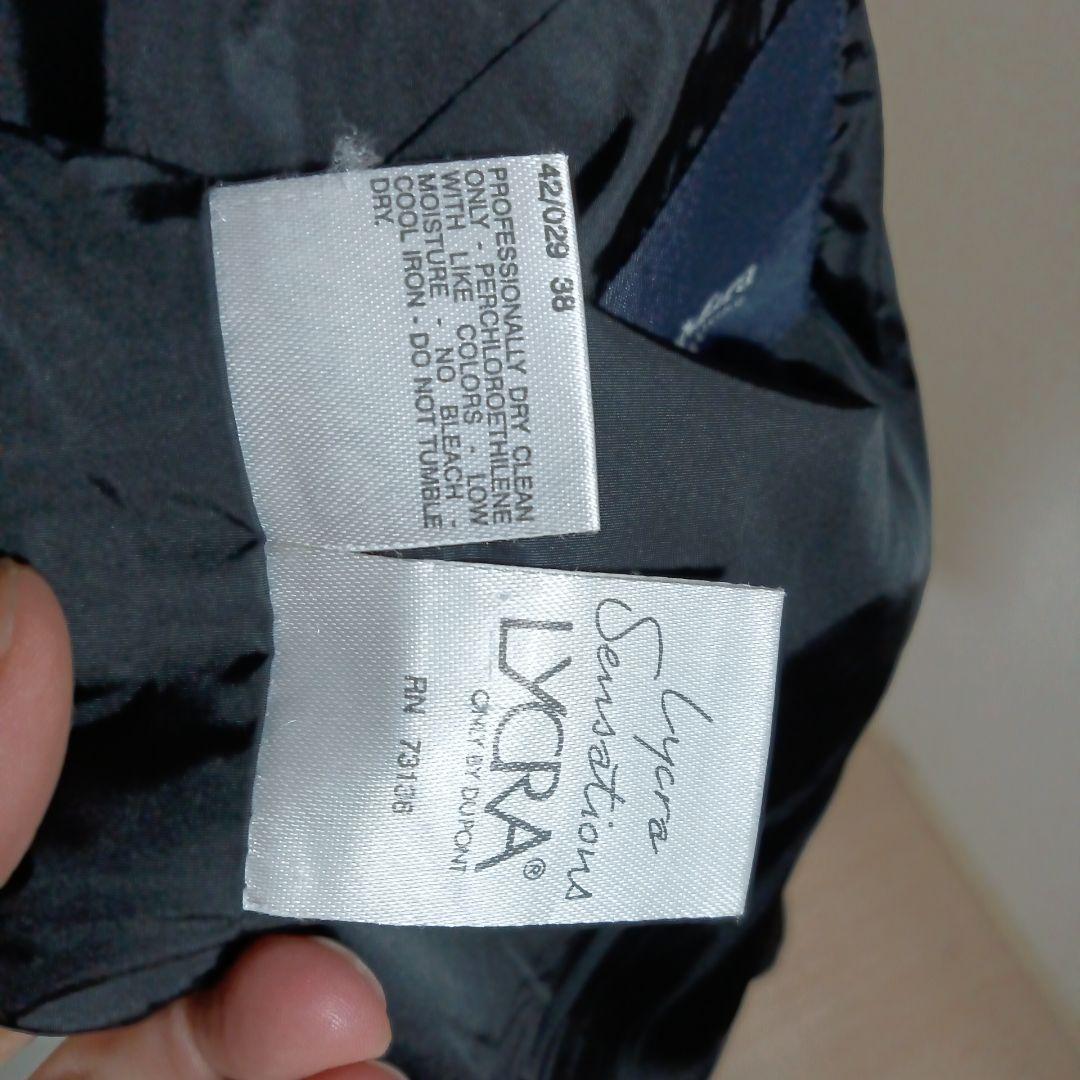 42/029 38
PROFESSIONALLY DRY CLEAN
ONLY - PERCHLOROETHILENE
WITH LIKE COLORS - LOW
MOISTURE - NO BLEACH -
COOL IRON - DO NOT TUMBLE
DRY.
Lycra
Sensations
LYCRA®
ONLY BY DUPONT
RN 73136